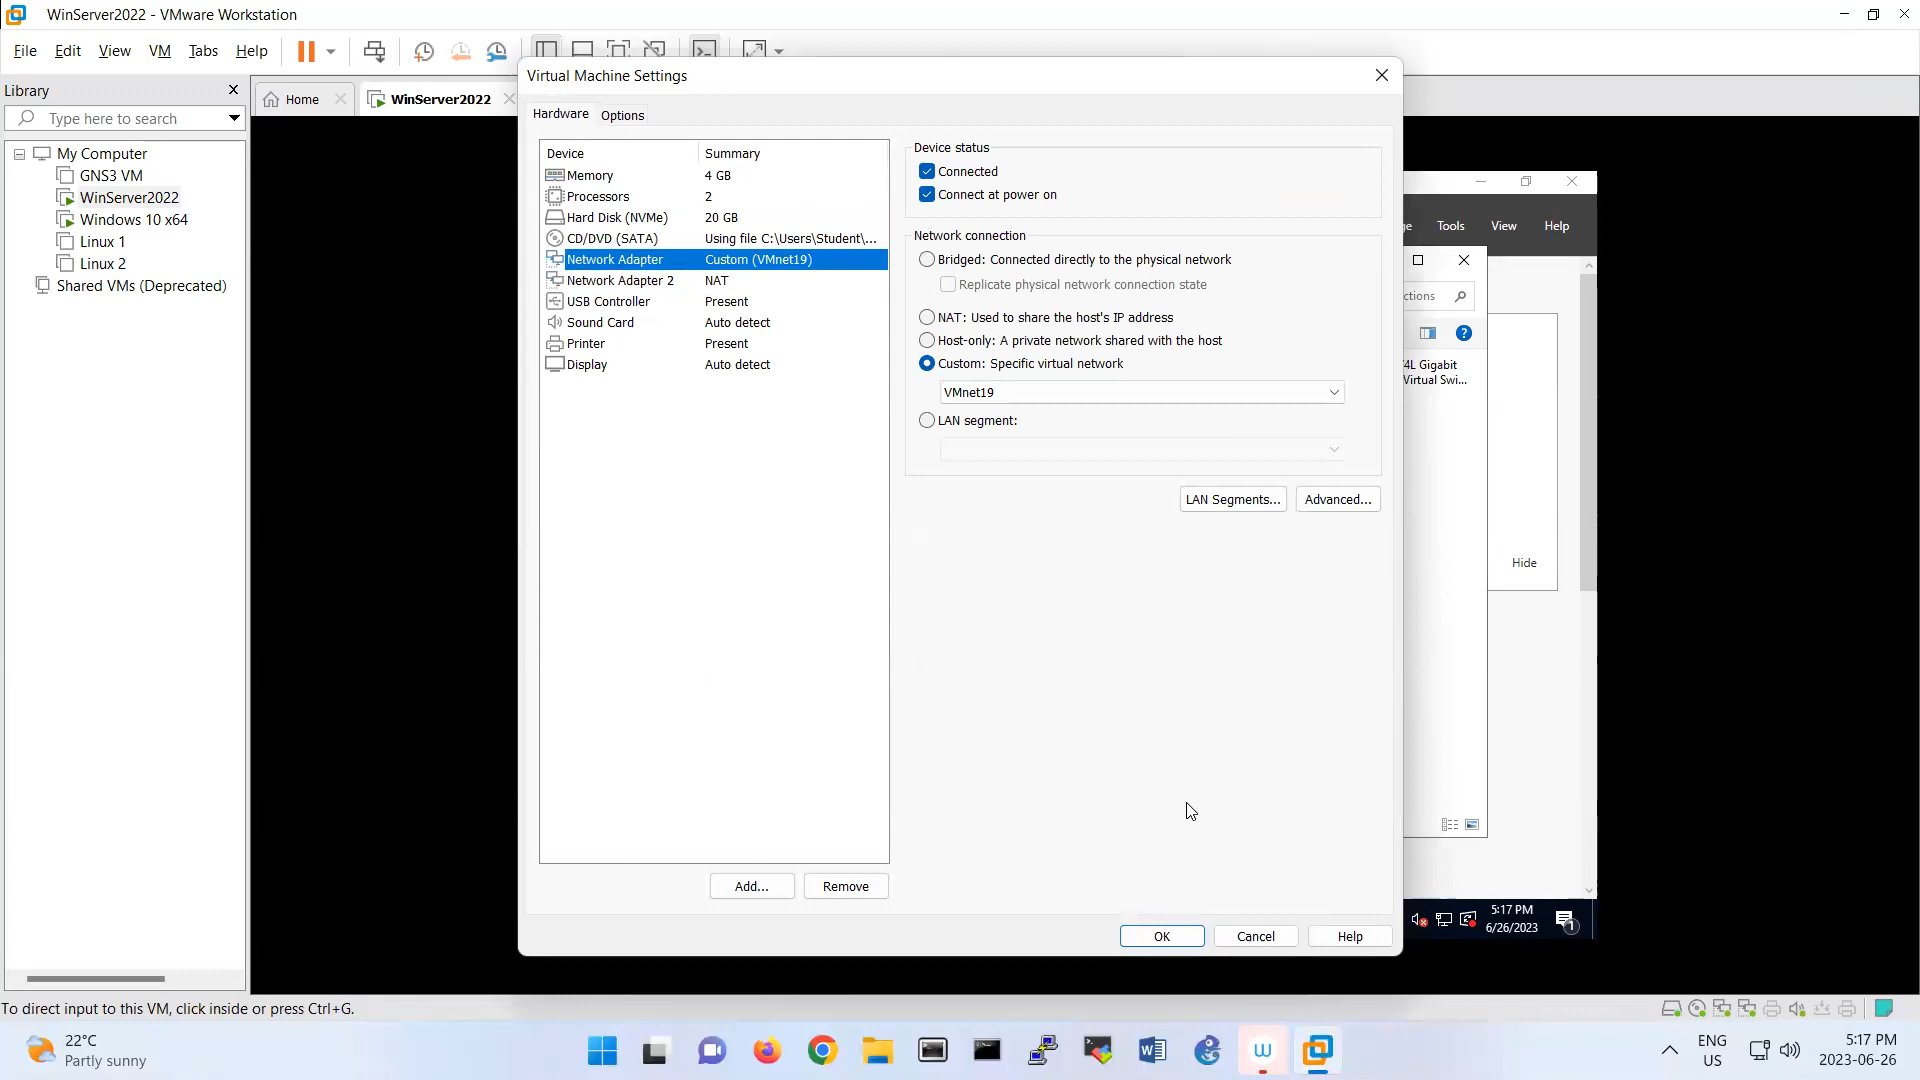 WinServer2022 - VMware Workstation
File Edit View VM Tabs Help
Library
Home
WinServer2022
Type here to search
My Computer
GNS3 VM
WinServer2022
Windows 10 x64
Linux 1
Linux 2
Shared VMs (Deprecated)
Virtual Machine Settings
Hardware Options
Device Summary
Memory 4 GB
Processors 2
Hard Disk (NVMe) 20 GB
CD/DVD (SATA) Using file C:\Users\Student\...
Network Adapter Custom (VMnet19)
Network Adapter 2 NAT
USB Controller Present
Sound Card Auto detect
Printer Present
Display Auto detect
Add... Remove
Device status
Connected
Connect at power on
Network connection
Bridged: Connected directly to the physical network
Replicate physical network connection state
NAT: Used to share the host's IP address
Host-only: A private network shared with the host
Custom: Specific virtual network
VMnet19
LAN segment:
LAN Segments... Advanced...
OK Cancel Help
ge Tools View Help
ctions
?
4L Gigabit
Virtual Swi...
Hide
5:17 PM
6/26/2023
1
To direct input to this VM, click inside or press Ctrl+G.
22°C
Partly sunny
W
ENG
US
5:17 PM
2023-06-26